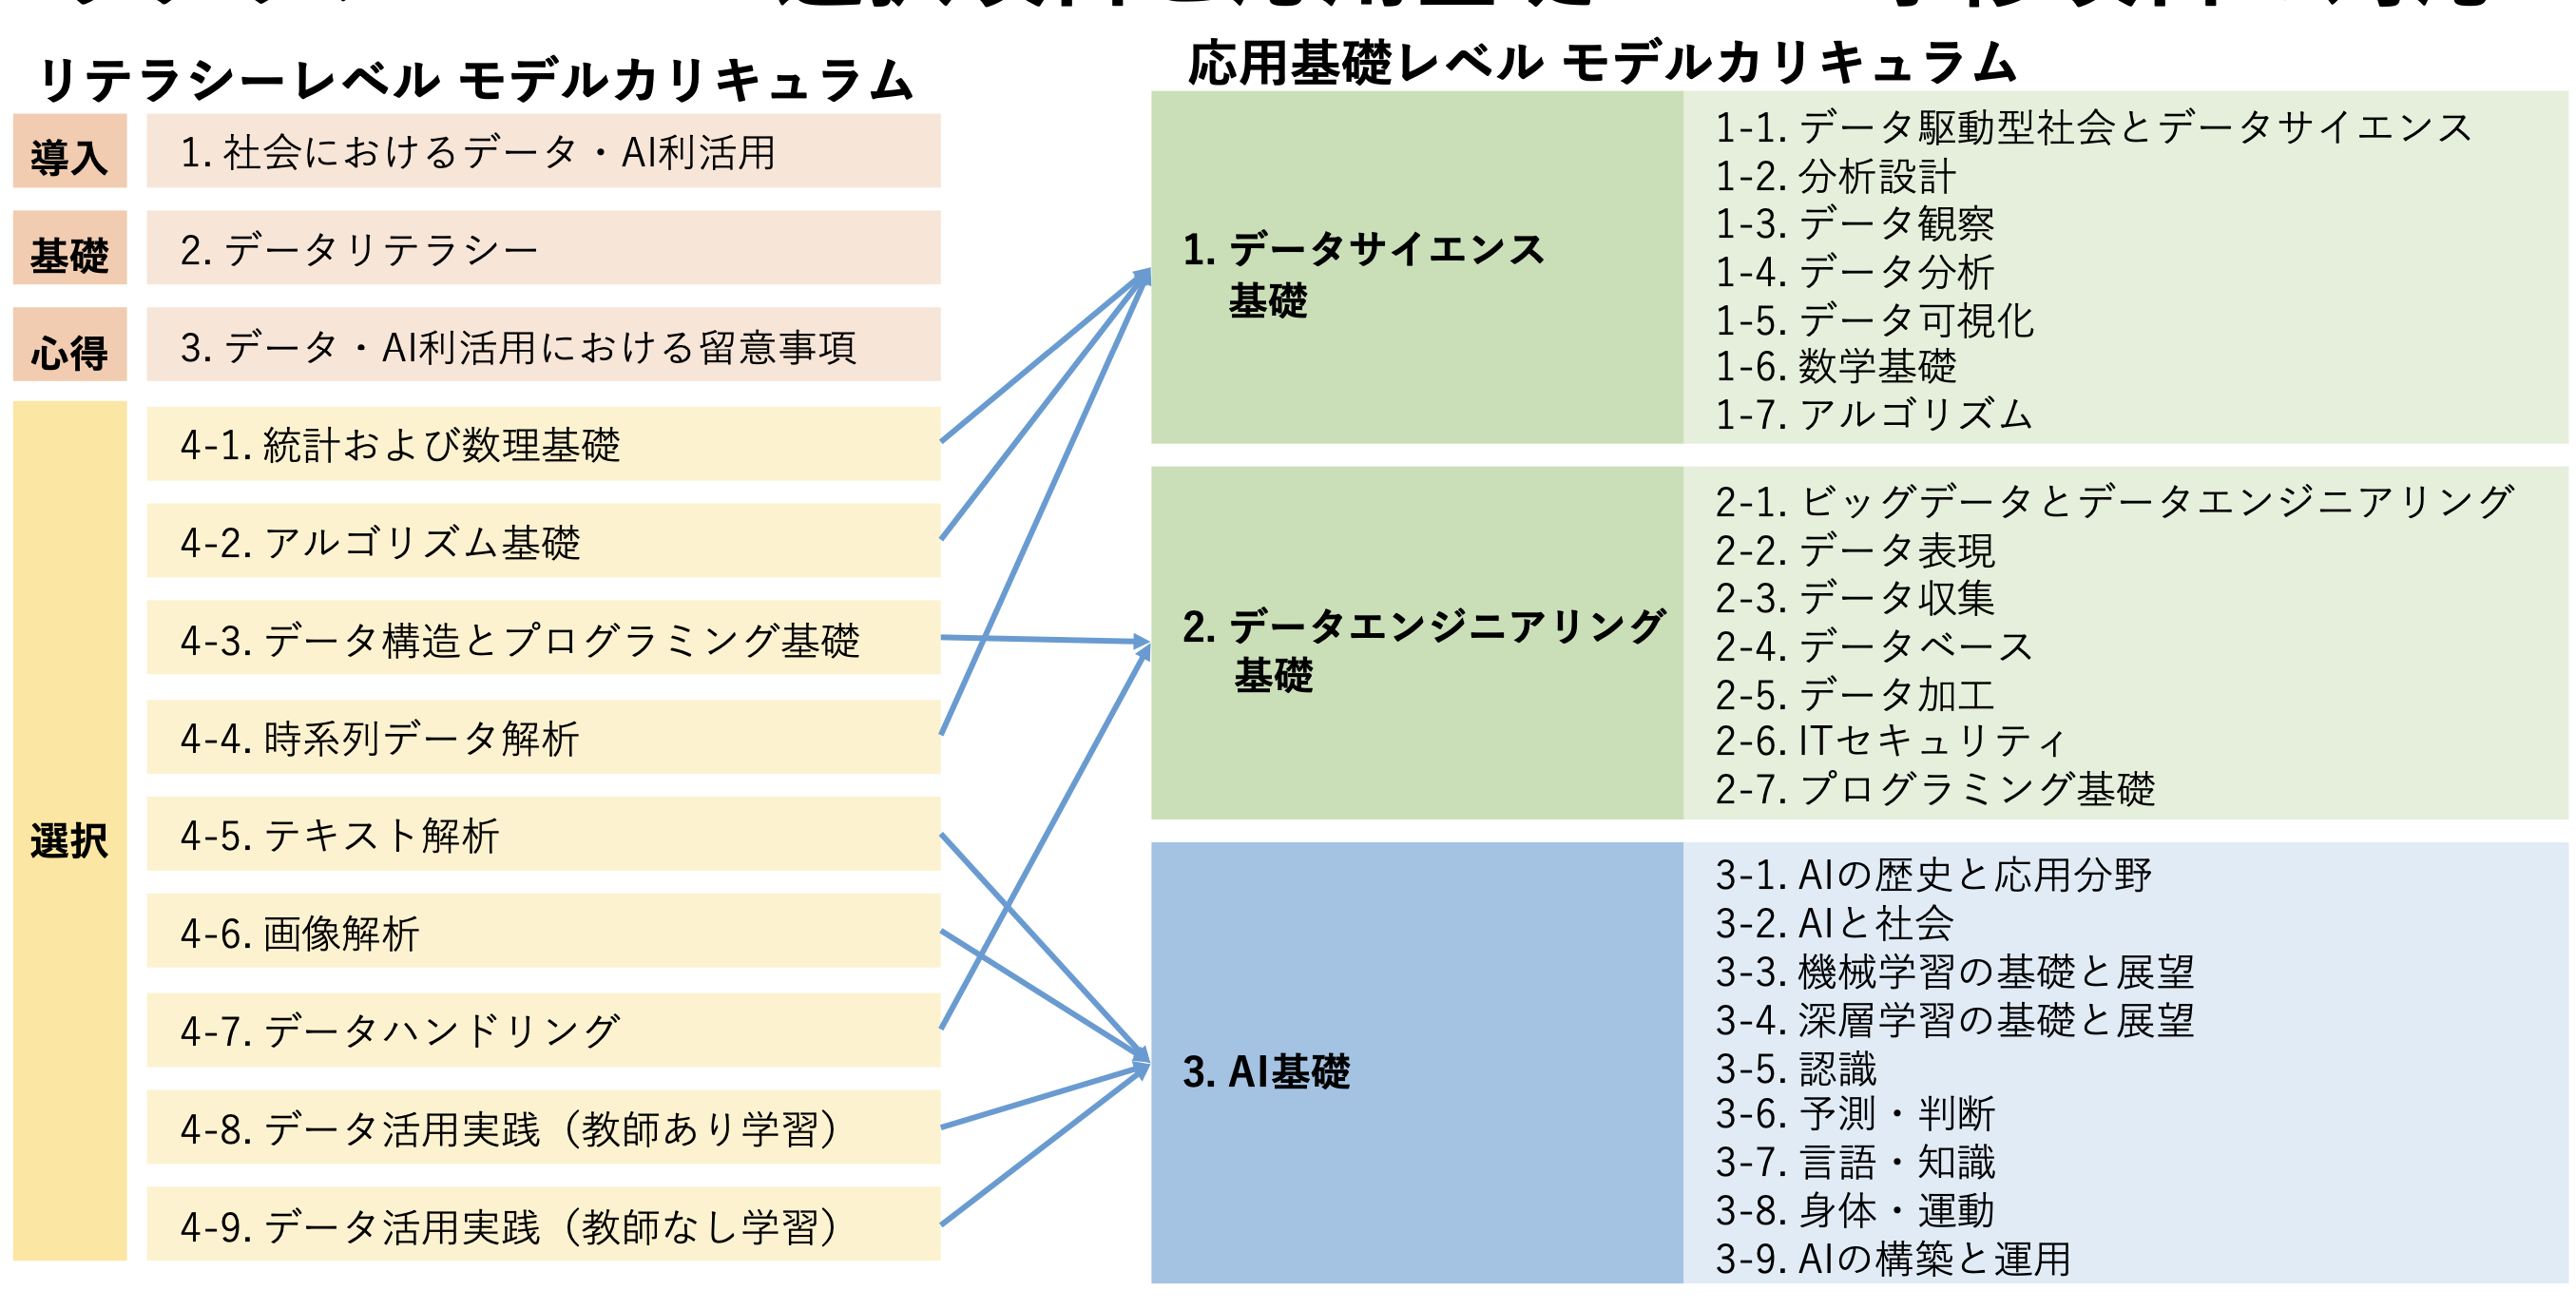 リテラシーレベル モデルカリキュラム
導入
1. 社会におけるデータ・AI利活用
基礎
2. データリテラシー
心得
3. データ・AI利活用における留意事項
選択
4-1. 統計および数理基礎
4-2. アルゴリズム基礎
4-3. データ構造とプログラミング基礎
4-4. 時系列データ解析
4-5. テキスト解析
4-6. 画像解析
4-7. データハンドリング
4-8. データ活用実践（教師あり学習）
4-9. データ活用実践（教師なし学習）
応用基礎レベル モデルカリキュラム
1. データサイエンス
基礎
1-1. データ駆動型社会とデータサイエンス
1-2. 分析設計
1-3. データ観察
1-4. データ分析
1-5. データ可視化
1-6. 数学基礎
1-7. アルゴリズム
2. データエンジニアリング
基礎
2-1. ビッグデータとデータエンジニアリング
2-2. データ表現
2-3. データ収集
2-4. データベース
2-5. データ加工
2-6. ITセキュリティ
2-7. プログラミング基礎
3. AI基礎
3-1. AIの歴史と応用分野
3-2. AIと社会
3-3. 機械学習の基礎と展望
3-4. 深層学習の基礎と展望
3-5. 認識
3-6. 予測・判断
3-7. 言語・知識
3-8. 身体・運動
3-9. AIの構築と運用